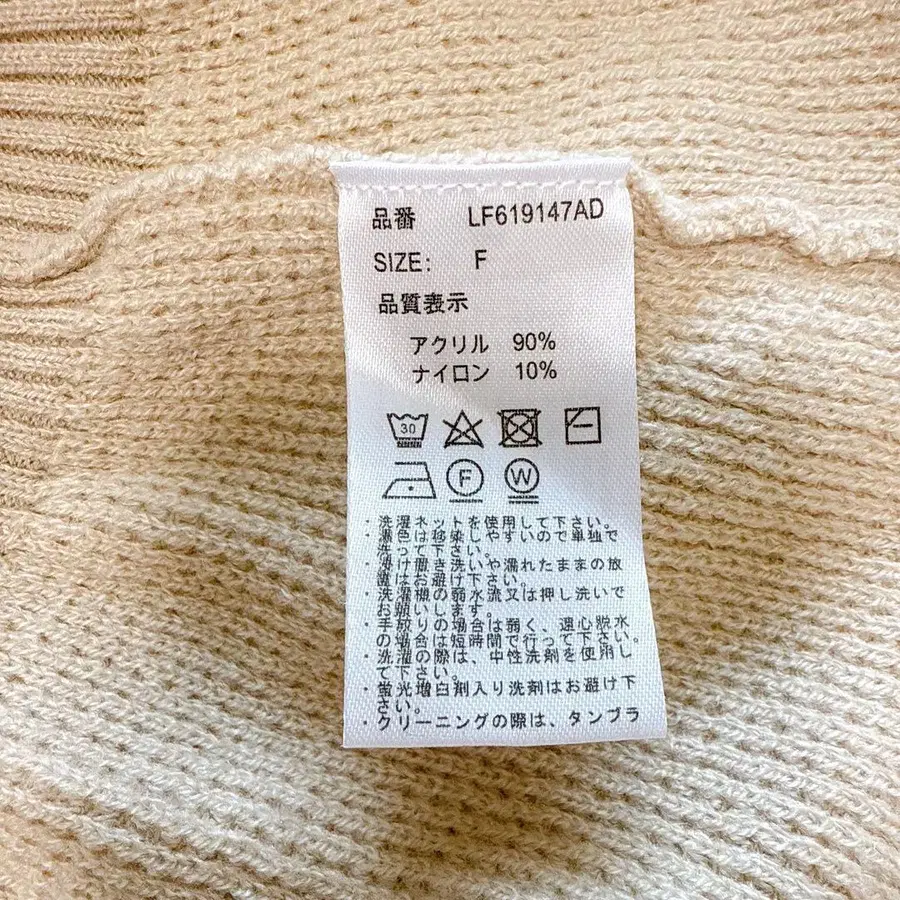 品番 LF619147AD
SIZE: F
品質表示
アクリル 90%
ナイロン 10%
30
F W
・洗濯ネットを使用して下さい。
・濃色は移染しやすいので単独で
洗って下さい。
・浸け置き洗いや濡れたままの放
置はお避け下さい。
・洗濯機の弱水流又は押し洗いで
お願いします。
・手絞りの場合は弱く、遠心脱水
の場合は短時間で行って下さい。
・洗濯の際は、中性洗剤を使用し
て下さい。
・蛍光増白剤入り洗剤はお避け下
さい。
・クリーニングの際は、タンブラ